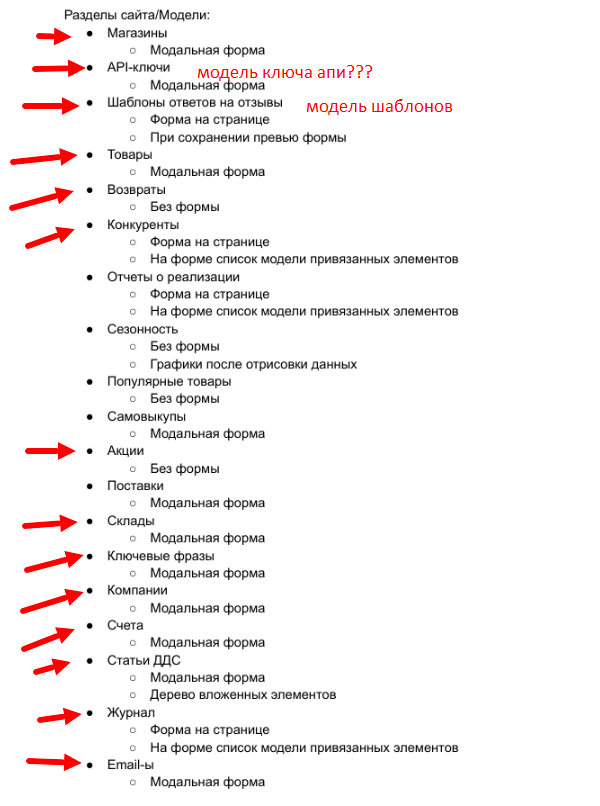 Разделы сайта/Модели:
● Магазины
○ Модальная форма
● API-ключи
модель ключа апи???
○ Модальная форма
● Шаблоны ответов на отзывы
модель шаблонов
○ Форма на странице
○ При сохранении превью формы
● Товары
○ Модальная форма
● Возвраты
○ Без формы
● Конкуренты
○ Форма на странице
○ На форме список модели привязанных элементов
● Отчеты о реализации
○ Форма на странице
○ На форме список модели привязанных элементов
● Сезонность
○ Без формы
○ Графики после отрисовки данных
● Популярные товары
○ Без формы
● Самовыкупы
○ Модальная форма
● Акции
○ Без формы
● Поставки
○ Модальная форма
● Склады
○ Модальная форма
● Ключевые фразы
○ Модальная форма
● Компании
○ Модальная форма
● Счета
○ Модальная форма
● Статьи ДДС
○ Модальная форма
○ Дерево вложенных элементов
● Журнал
○ Форма на странице
○ На форме список модели привязанных элементов
● Email-ы
○ Модальная форма